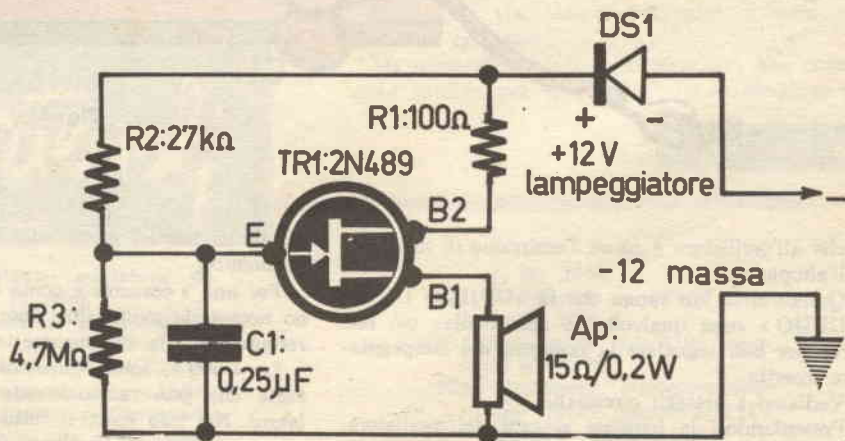 DS1
R2:27kΩ
R1:100Ω
+ -
+12V
lampeggiatore
TR1:2N489
E
B2
B1
-12 massa
R3:
4,7MΩ
C1:
0,25µF
Ap:
15Ω/0,2W